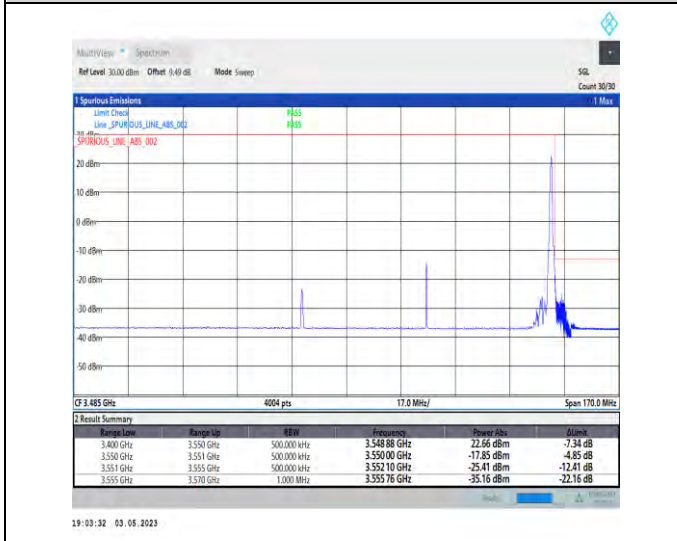 MultiView Spectrum
Ref Level 30.00 dBm Offset 9.49 dB Mode Sweep
SGL
Count 30/30
1 Spurious Emissions 1 Max
Limit Check PASS
Line _SPURIOUS_LINE_ABS_002 PASS
_SPURIOUS_LINE_ABS_002
20 dBm
10 dBm
0 dBm
-10 dBm
-20 dBm
-30 dBm
-40 dBm
-50 dBm
CF 3.485 GHz 4004 pts 17.0 MHz/ Span 170.0 MHz
2 Result Summary
Range Low Range Up RBW Frequency Power Abs ΔLimit
3.400 GHz 3.550 GHz 500.000 kHz 3.548 88 GHz 22.66 dBm -7.34 dB
3.550 GHz 3.551 GHz 500.000 kHz 3.550 00 GHz -17.85 dBm -4.85 dB
3.551 GHz 3.555 GHz 500.000 kHz 3.552 10 GHz -25.41 dBm -12.41 dB
3.555 GHz 3.570 GHz 1.000 MHz 3.555 76 GHz -35.16 dBm -22.16 dB
19:03:32 03.05.2023